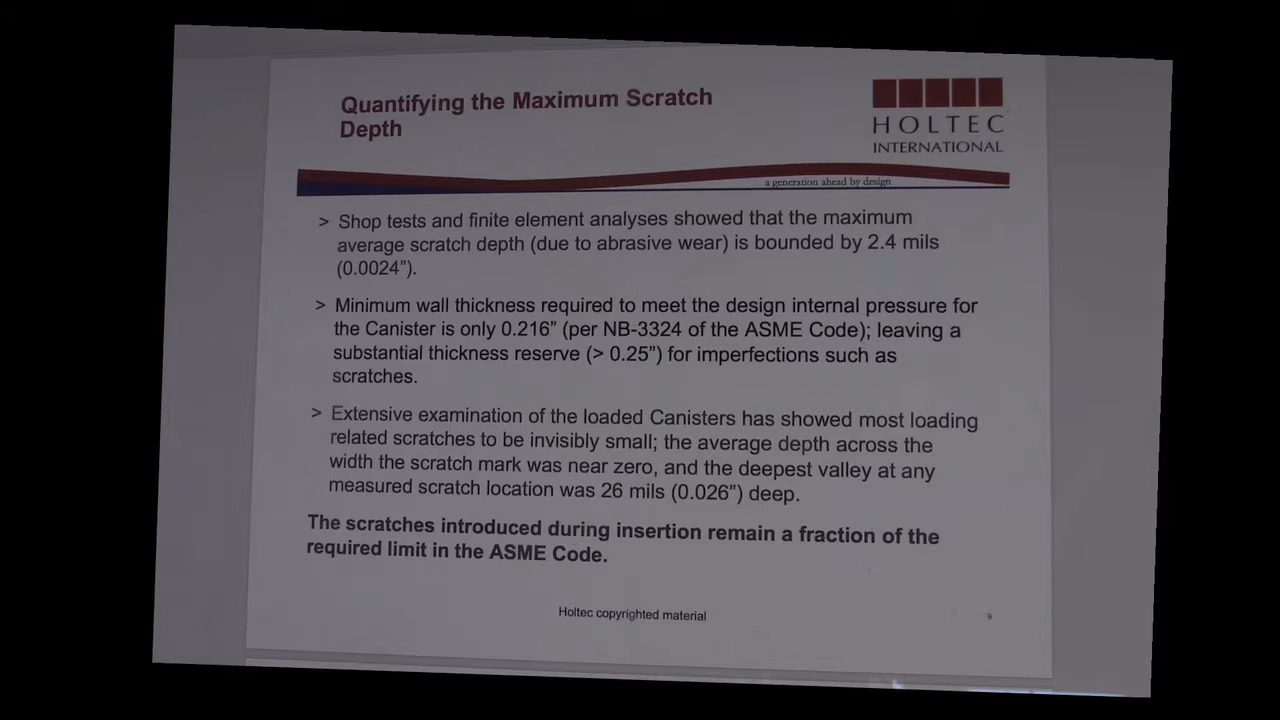 Quantifying the Maximum Scratch
Depth
HOLTEC
INTERNATIONAL
a generation ahead by design
> Shop tests and finite element analyses showed that the maximum
average scratch depth (due to abrasive wear) is bounded by 2.4 mils
(0.0024”).
> Minimum wall thickness required to meet the design internal pressure for
the Canister is only 0.216” (per NB-3324 of the ASME Code); leaving a
substantial thickness reserve (> 0.25”) for imperfections such as
scratches.
> Extensive examination of the loaded Canisters has showed most loading
related scratches to be invisibly small; the average depth across the
width the scratch mark was near zero, and the deepest valley at any
measured scratch location was 26 mils (0.026”) deep.
The scratches introduced during insertion remain a fraction of the
required limit in the ASME Code.
Holtec copyrighted material
9